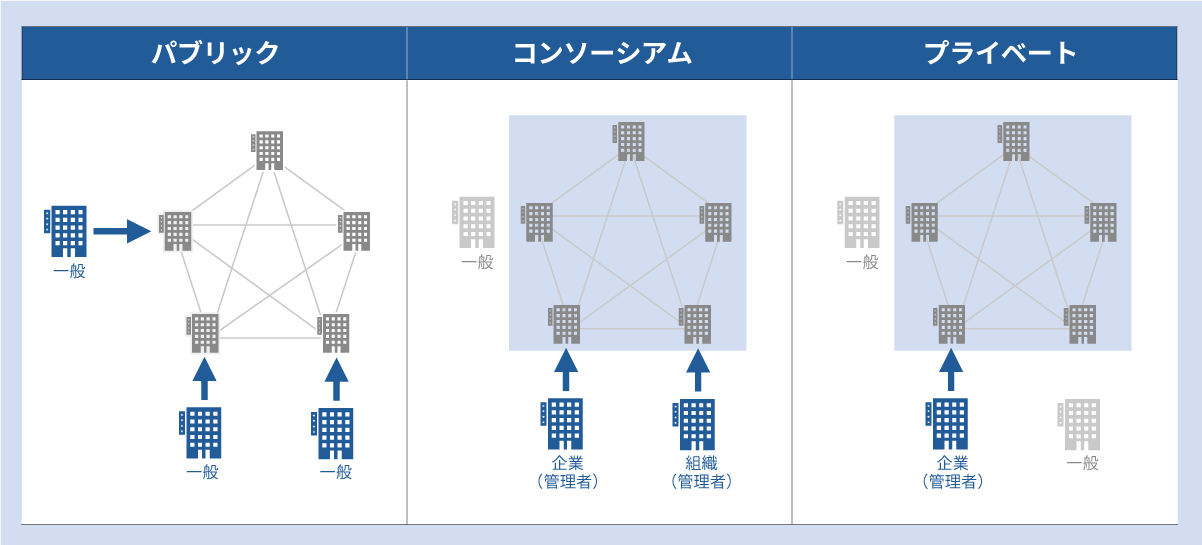 パブリック
コンソーシアム
プライベート
一般
一般
一般
一般
企業
（管理者）
組織
（管理者）
一般
企業
（管理者）
一般